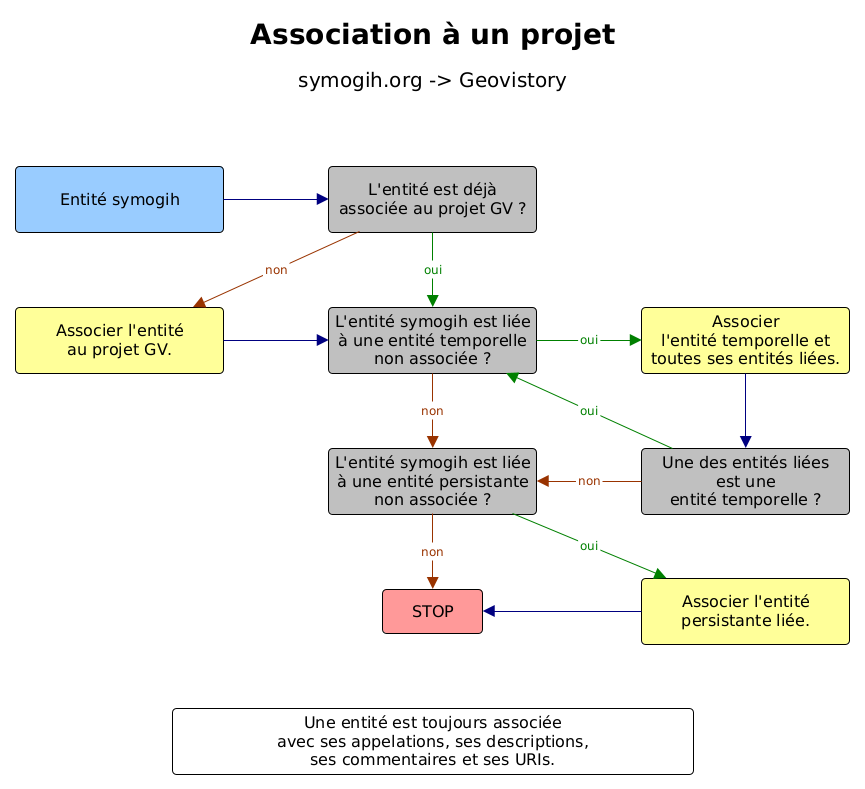 Association à un projet
symogih.org -> Geovistory
Entité symogih
L'entité est déjà
associée au projet GV ?
non
oui
Associer l'entité
au projet GV.
L'entité symogih est liée
à une entité temporelle
non associée ?
oui
Associer
l'entité temporelle et
toutes ses entités liées.
non
oui
L'entité symogih est liée
à une entité persistante
non associée ?
non
Une des entités liées
est une
entité temporelle ?
non
oui
STOP
Associer l'entité
persistante liée.
Une entité est toujours associée
avec ses appelations, ses descriptions,
ses commentaires et ses URIs.